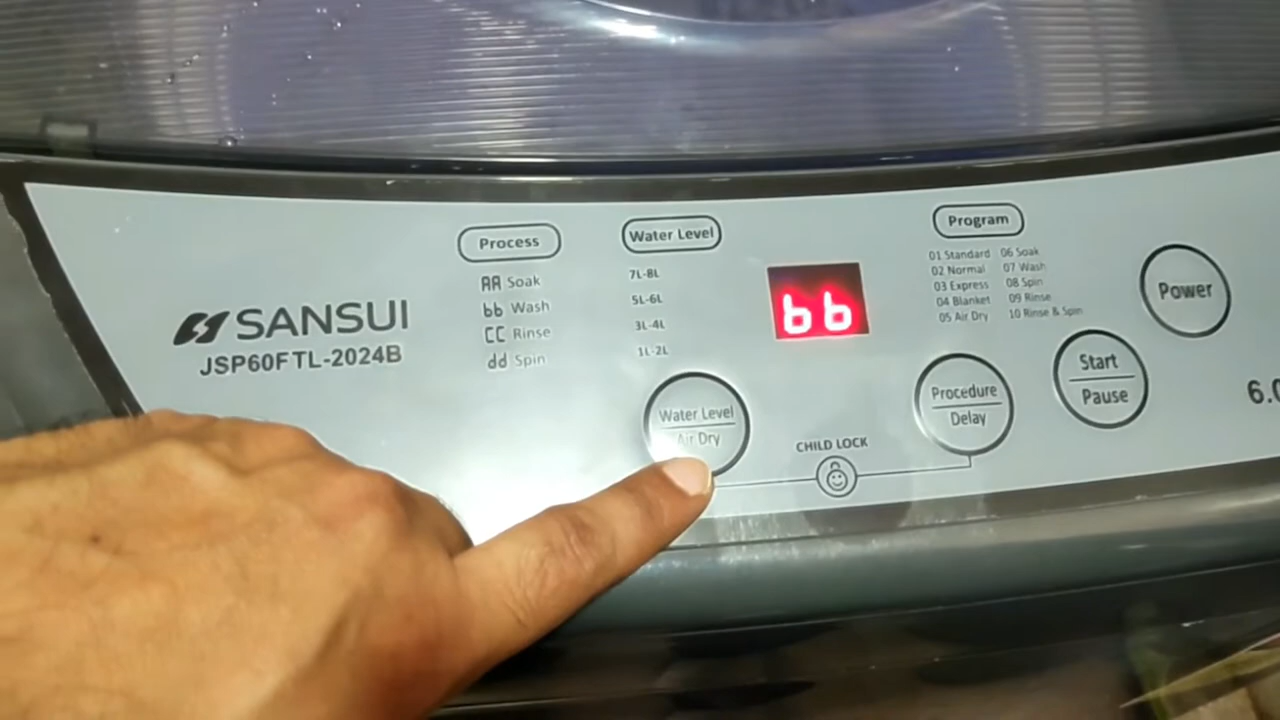 SANSUI
JSP60FTL-2024B
Process
AA Soak
bb Wash
CC Rinse
dd Spin
Water Level
7L-8L
5L-6L
3L-4L
1L-2L
Water Level
Air Dry
bb
CHILD LOCK
Program
01 Standard 06 Soak
02 Normal 07 Wash
03 Express 08 Spin
04 Blanket 09 Rinse
05 Air Dry 10 Rinse & Spin
Procedure
Delay
Start
Pause
Power